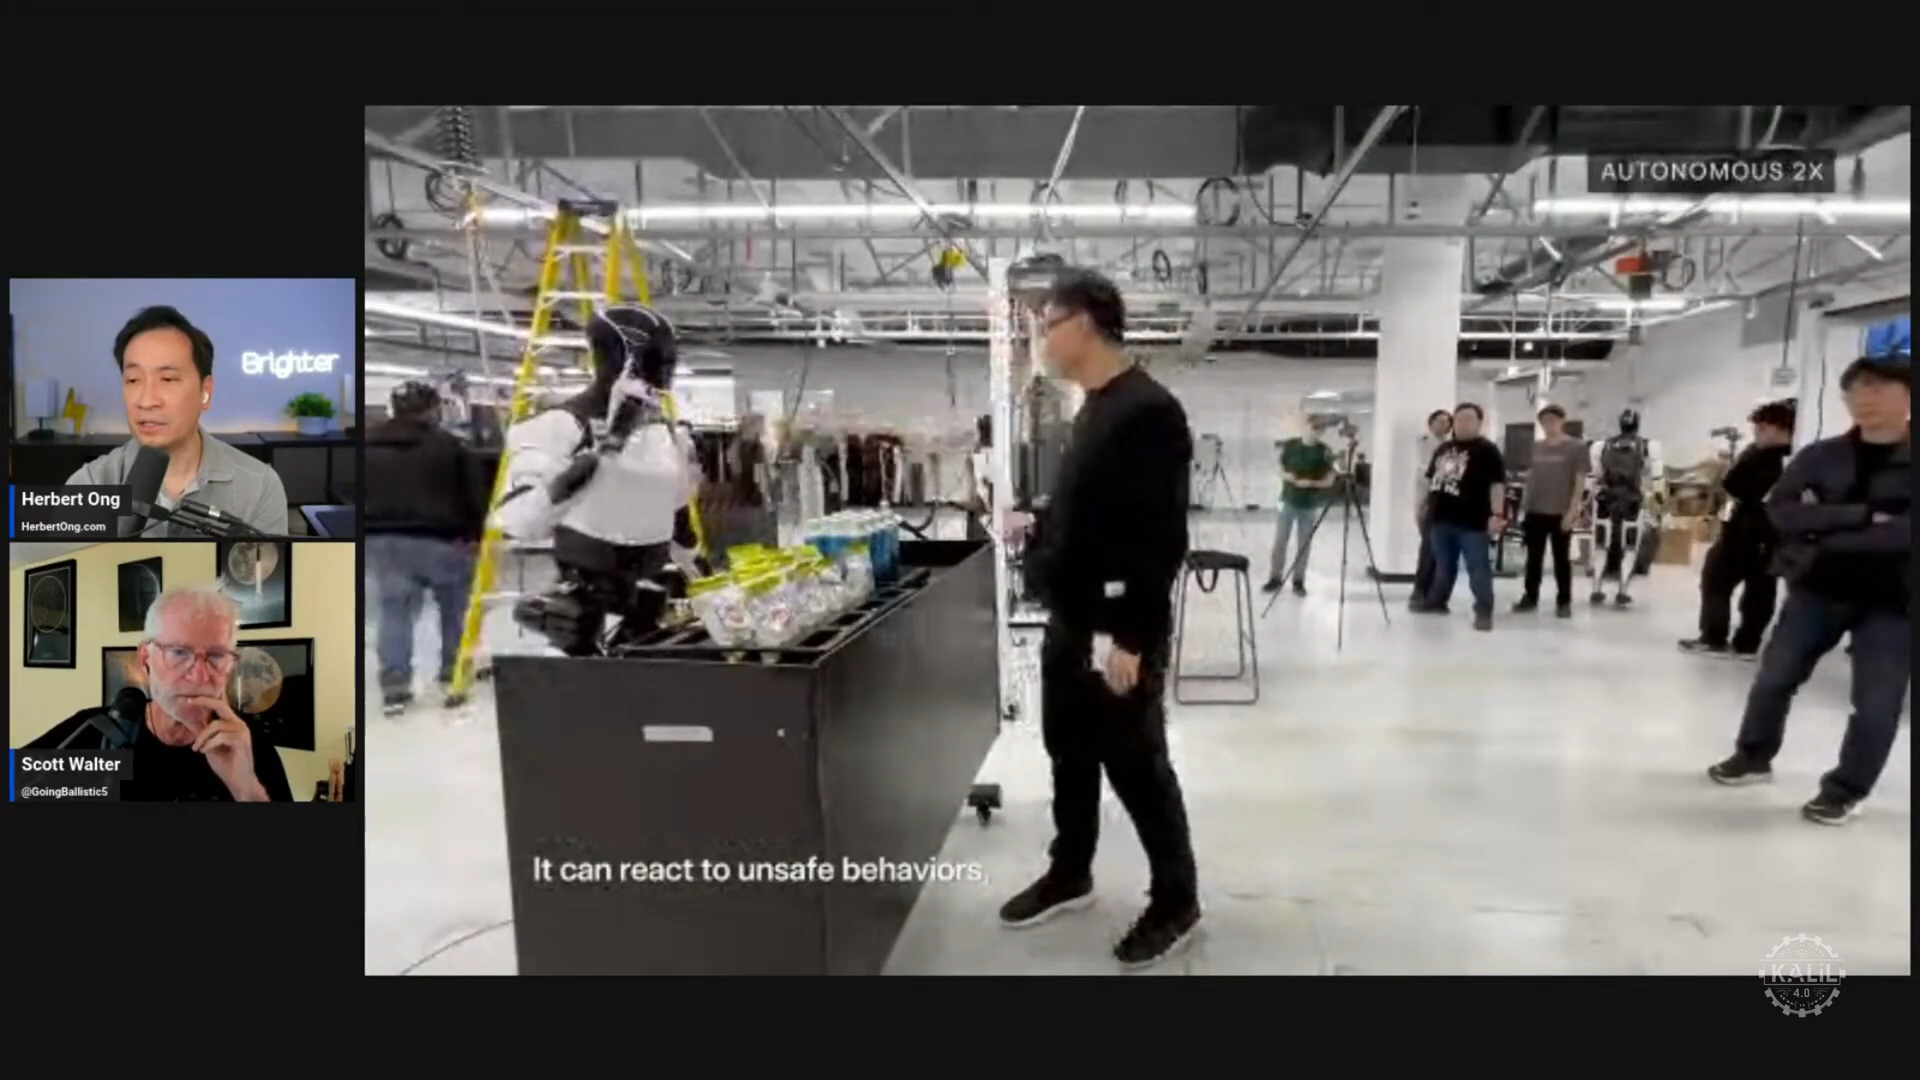 AUTONOMOUS 2X
Brighter
Herbert Ong
HerbertOng.com
Scott Walter
@GoingBallistic5
It can react to unsafe behaviors,
KALIL
4.0